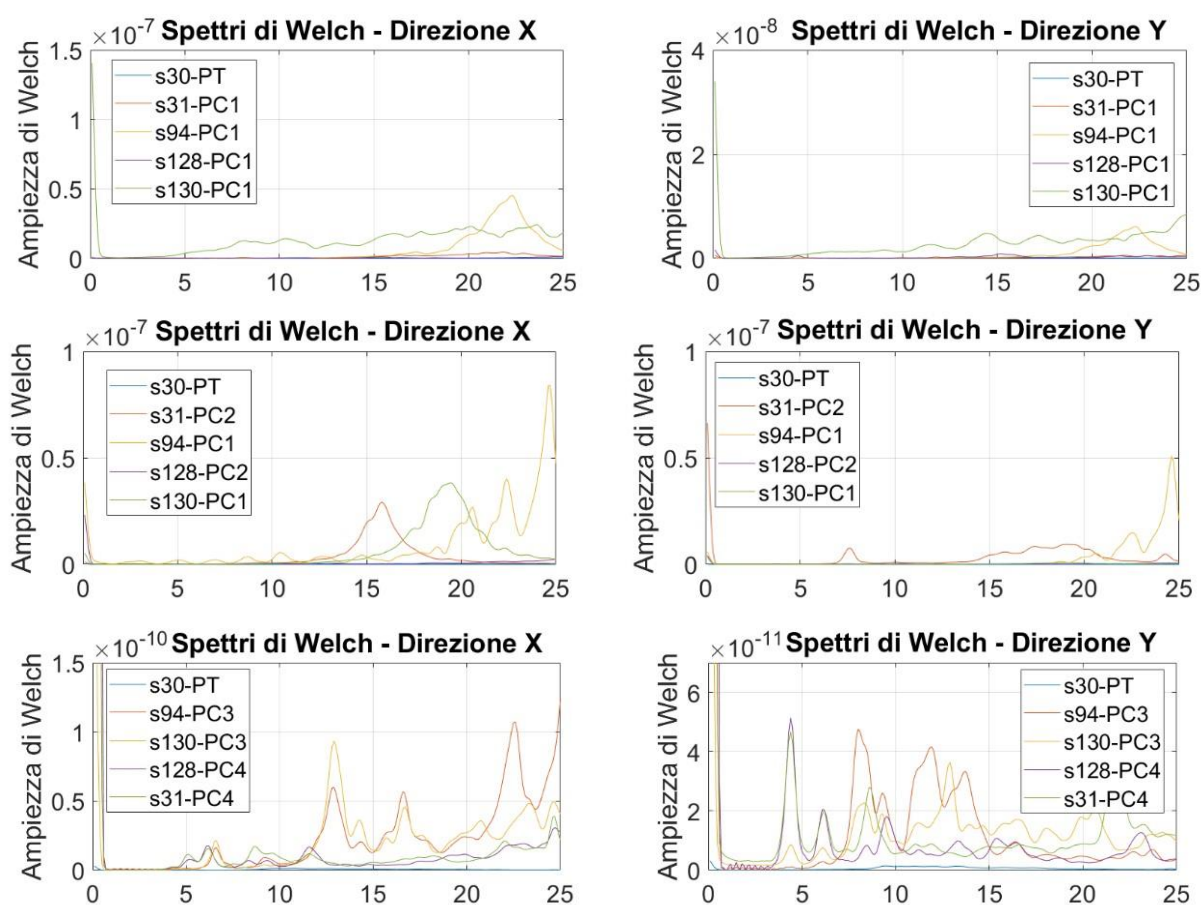 ×10⁻⁷ Spettri di Welch - Direzione X
Ampiezza di Welch
1.5
1
0.5
0
s30-PT
s31-PC1
s94-PC1
s128-PC1
s130-PC1
0 5 10 15 20 25
×10⁻⁸ Spettri di Welch - Direzione Y
Ampiezza di Welch
4
2
0
s30-PT
s31-PC1
s94-PC1
s128-PC1
s130-PC1
0 5 10 15 20 25
×10⁻⁷ Spettri di Welch - Direzione X
Ampiezza di Welch
1
0.5
0
s30-PT
s31-PC2
s94-PC1
s128-PC2
s130-PC1
0 5 10 15 20 25
×10⁻⁷ Spettri di Welch - Direzione Y
Ampiezza di Welch
1
0.5
0
s30-PT
s31-PC2
s94-PC1
s128-PC2
s130-PC1
0 5 10 15 20 25
×10⁻¹⁰ Spettri di Welch - Direzione X
Ampiezza di Welch
1.5
1
0.5
0
s30-PT
s94-PC3
s130-PC3
s128-PC4
s31-PC4
0 5 10 15 20 25
×10⁻¹¹ Spettri di Welch - Direzione Y
Ampiezza di Welch
6
4
2
0
s30-PT
s94-PC3
s130-PC3
s128-PC4
s31-PC4
0 5 10 15 20 25